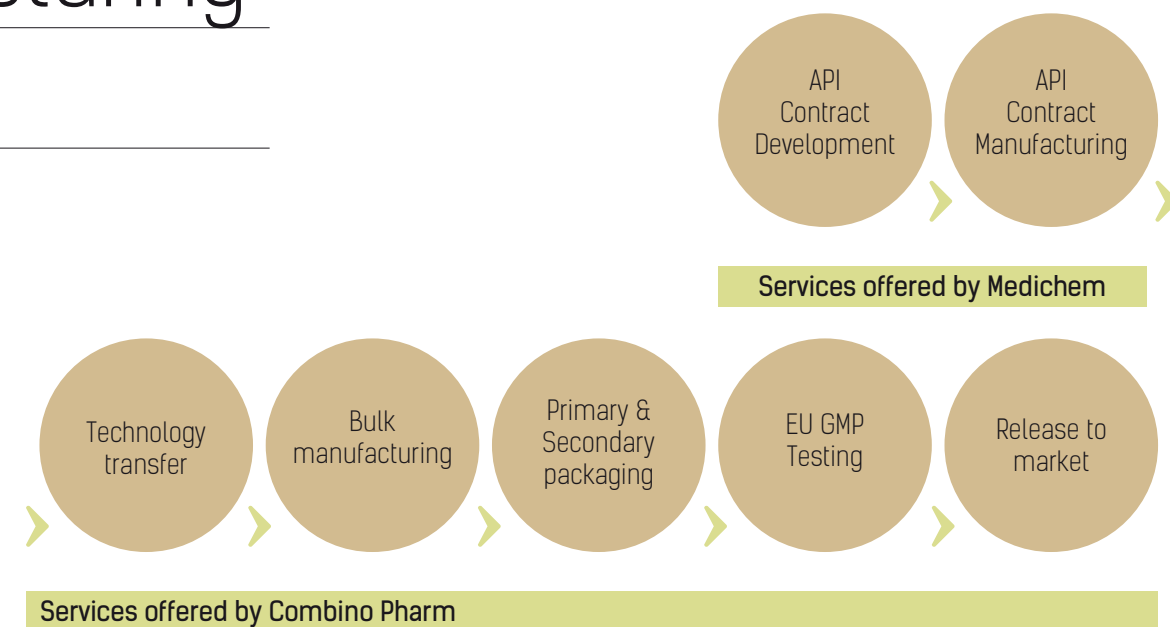 API
Contract
Development
API
Contract
Manufacturing
Services offered by Medichem
Technology
transfer
Bulk
manufacturing
Primary &
Secondary
packaging
EU GMP
Testing
Release to
market
Services offered by Combino Pharm